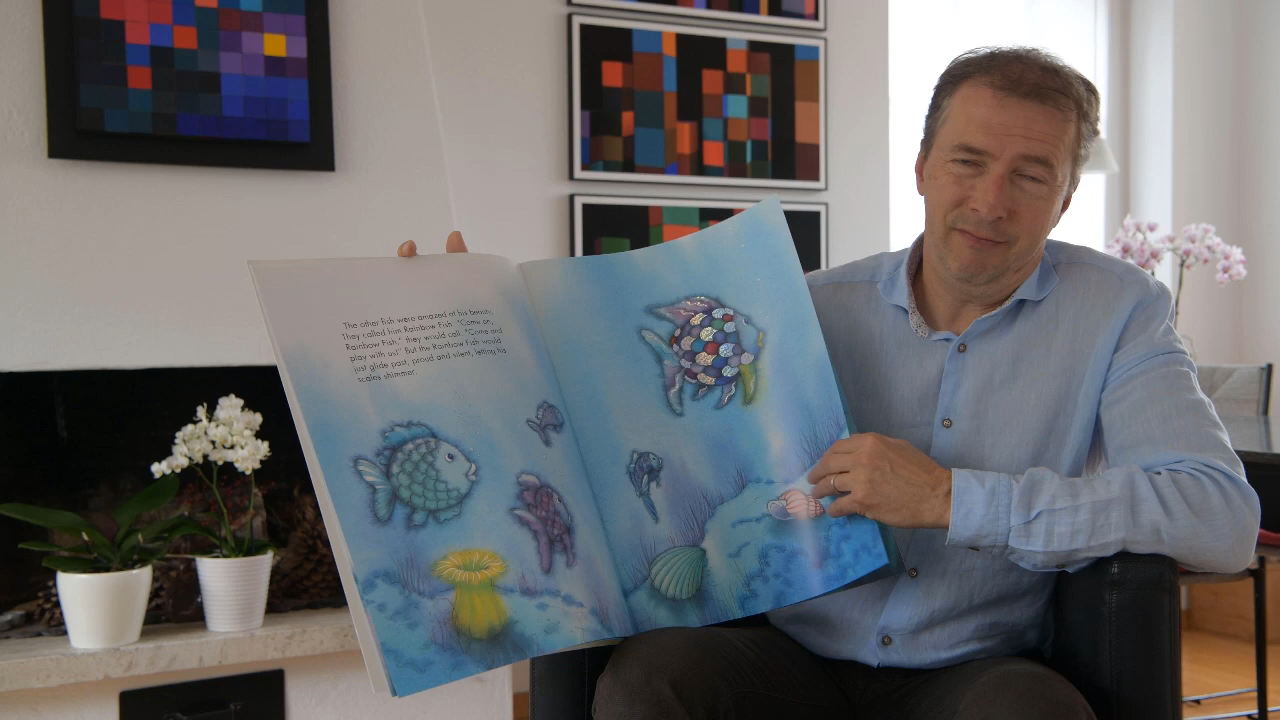 The other fish were amazed at his beauty.
They called him Rainbow Fish. "Come on,
Rainbow Fish," they would call. "Come and
play with us!" But the Rainbow Fish would
just glide past, proud and silent, letting his
scales shimmer.